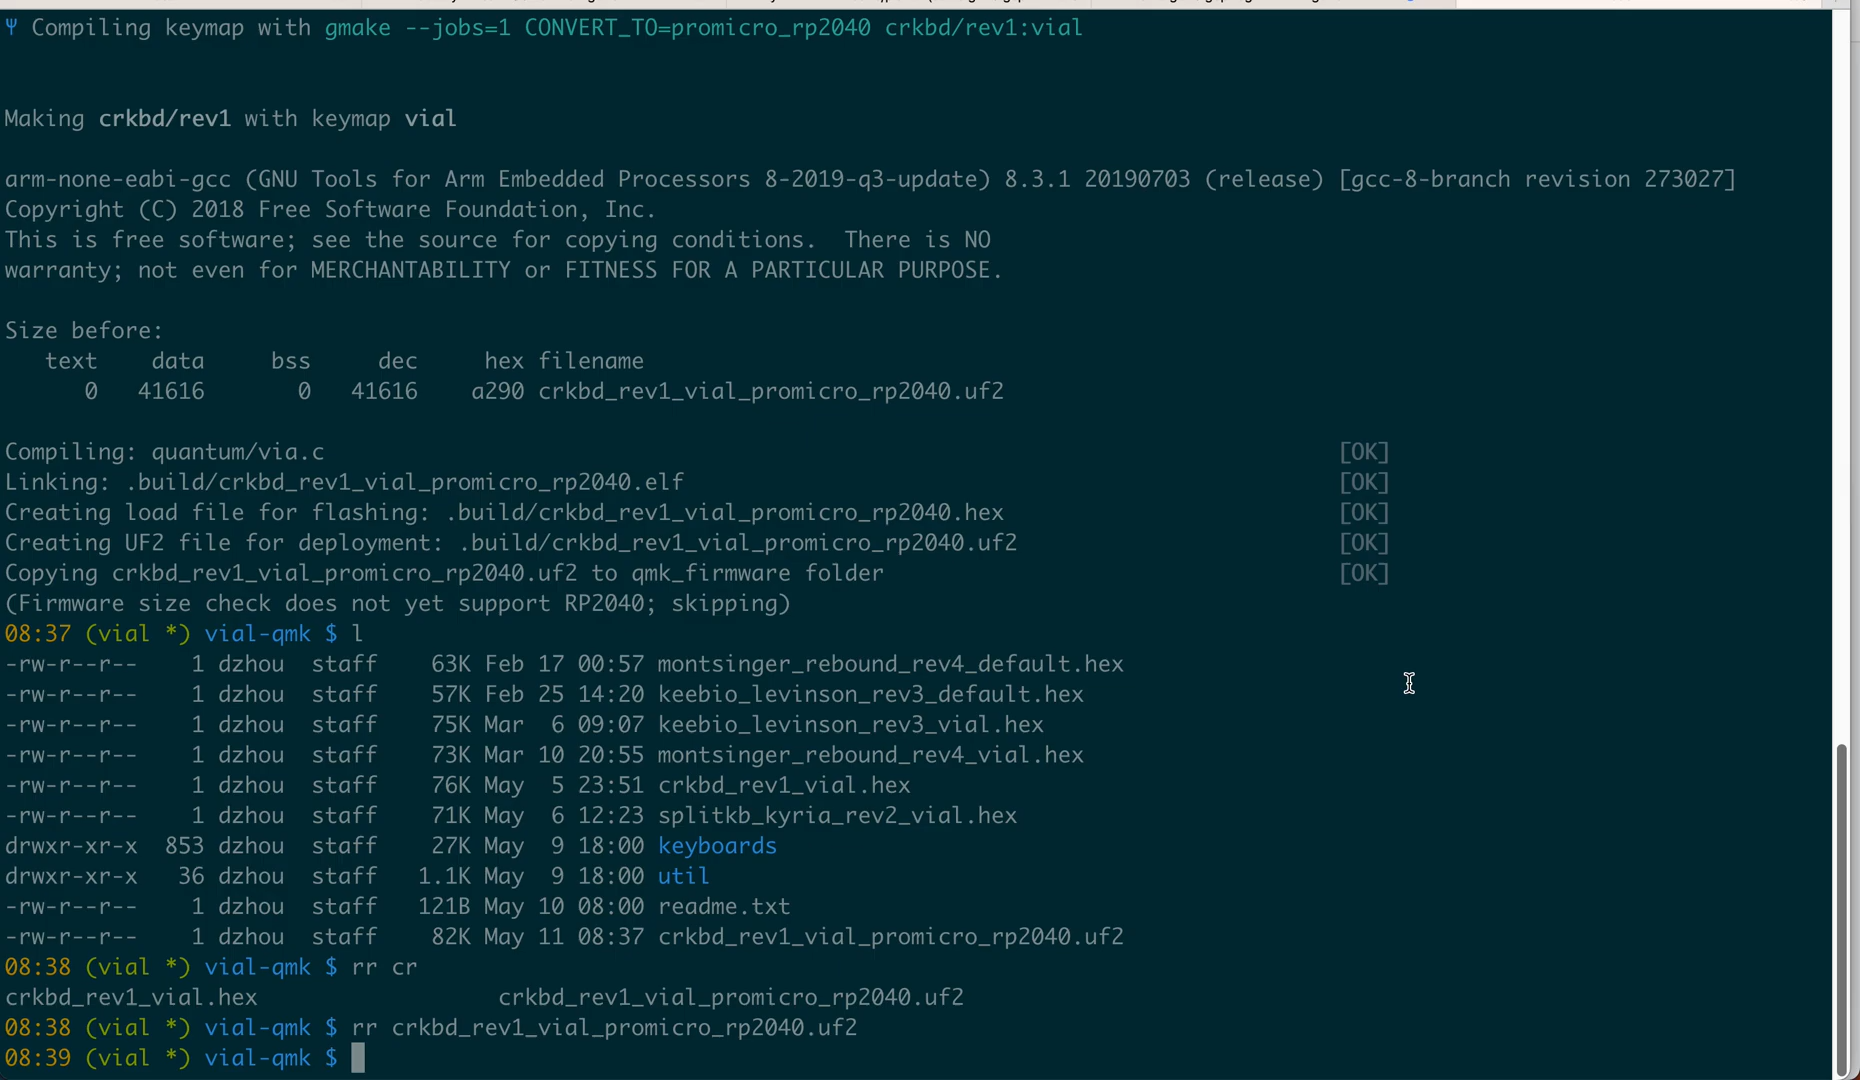 Ψ Compiling keymap with gmake --jobs=1 CONVERT_TO=promicro_rp2040 crkbd/rev1:vial
Making crkbd/rev1 with keymap vial
arm-none-eabi-gcc (GNU Tools for Arm Embedded Processors 8-2019-q3-update) 8.3.1 20190703 (release) [gcc-8-branch revision 273027]
Copyright (C) 2018 Free Software Foundation, Inc.
This is free software; see the source for copying conditions.  There is NO
warranty; not even for MERCHANTABILITY or FITNESS FOR A PARTICULAR PURPOSE.
Size before:
   text    data     bss     dec     hex filename
      0   41616       0   41616    a290 crkbd_rev1_vial_promicro_rp2040.uf2
Compiling: quantum/via.c [OK]
Linking: .build/crkbd_rev1_vial_promicro_rp2040.elf [OK]
Creating load file for flashing: .build/crkbd_rev1_vial_promicro_rp2040.hex [OK]
Creating UF2 file for deployment: .build/crkbd_rev1_vial_promicro_rp2040.uf2 [OK]
Copying crkbd_rev1_vial_promicro_rp2040.uf2 to qmk_firmware folder [OK]
(Firmware size check does not yet support RP2040; skipping)
08:37 (vial *) vial-qmk $ l
-rw-r--r--    1 dzhou  staff    63K Feb 17 00:57 montsinger_rebound_rev4_default.hex
-rw-r--r--    1 dzhou  staff    57K Feb 25 14:20 keebio_levinson_rev3_default.hex
-rw-r--r--    1 dzhou  staff    75K Mar  6 09:07 keebio_levinson_rev3_vial.hex
-rw-r--r--    1 dzhou  staff    73K Mar 10 20:55 montsinger_rebound_rev4_vial.hex
-rw-r--r--    1 dzhou  staff    76K May  5 23:51 crkbd_rev1_vial.hex
-rw-r--r--    1 dzhou  staff    71K May  6 12:23 splitkb_kyria_rev2_vial.hex
drwxr-xr-x  853 dzhou  staff    27K May  9 18:00 keyboards
drwxr-xr-x   36 dzhou  staff   1.1K May  9 18:00 util
-rw-r--r--    1 dzhou  staff   121B May 10 08:00 readme.txt
-rw-r--r--    1 dzhou  staff    82K May 11 08:37 crkbd_rev1_vial_promicro_rp2040.uf2
08:38 (vial *) vial-qmk $ rr cr
crkbd_rev1_vial.hex                  crkbd_rev1_vial_promicro_rp2040.uf2
08:38 (vial *) vial-qmk $ rr crkbd_rev1_vial_promicro_rp2040.uf2
08:39 (vial *) vial-qmk $